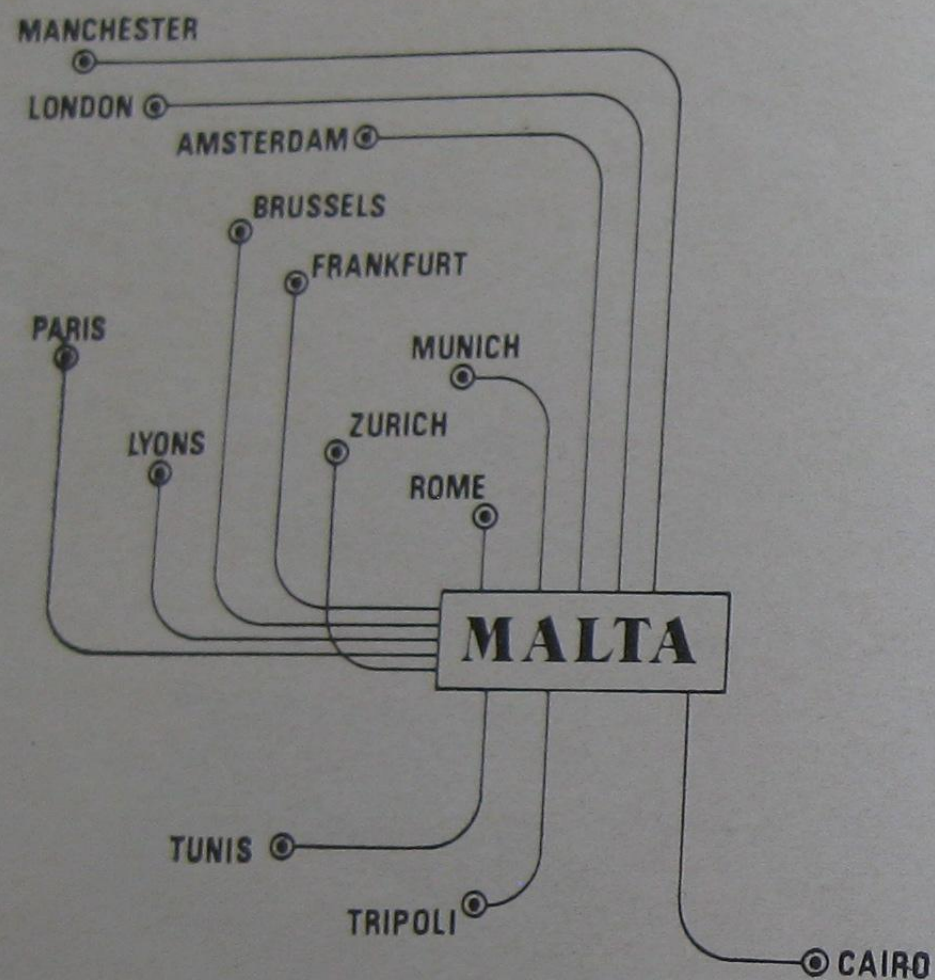 MANCHESTER
LONDON
AMSTERDAM
BRUSSELS
FRANKFURT
PARIS
MUNICH
ZURICH
LYONS
ROME
MALTA
TUNIS
TRIPOLI
CAIRO